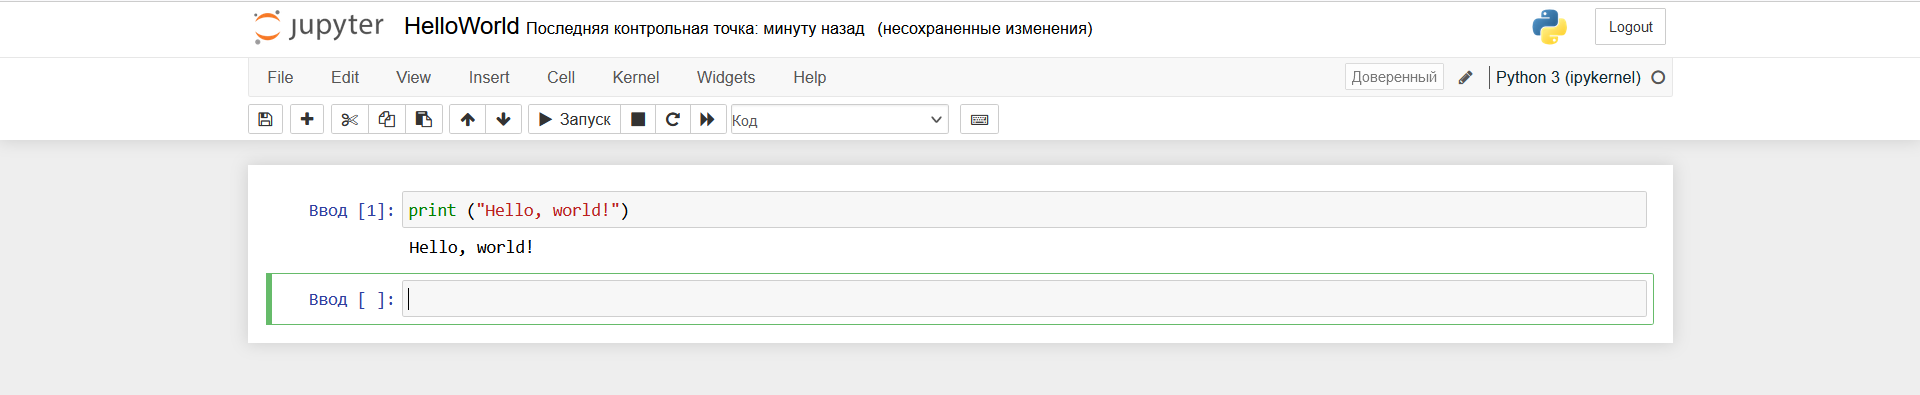 jupyter HelloWorld Последняя контрольная точка: минуту назад (несохраненные изменения) Logout
File Edit View Insert Cell Kernel Widgets Help Доверенный Python 3 (ipykernel)
Запуск Код
Ввод [1]: print ("Hello, world!")
Hello, world!
Ввод [ ]: